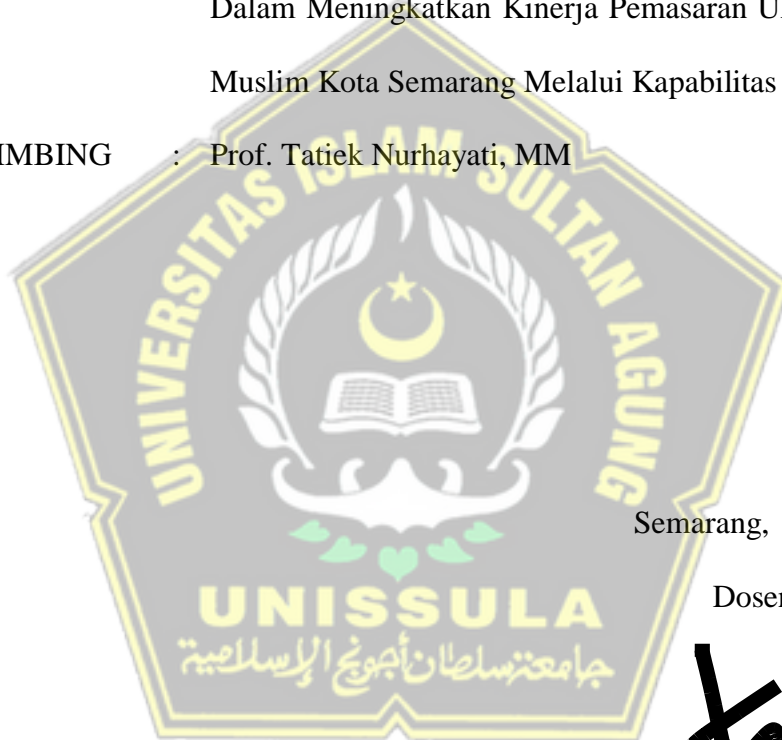 Dalam Meningkatkan Kinerja Pemasaran
Muslim Kota Semarang Melalui Kapabilitas
IMBING : Prof. Tatiek Nurhayati, MM
UNIVERSITAS ISLAM SULTAN AGUNG
Semarang,
Dosen
UNISSULA
جامعة سلطان أجونج الإسلامية